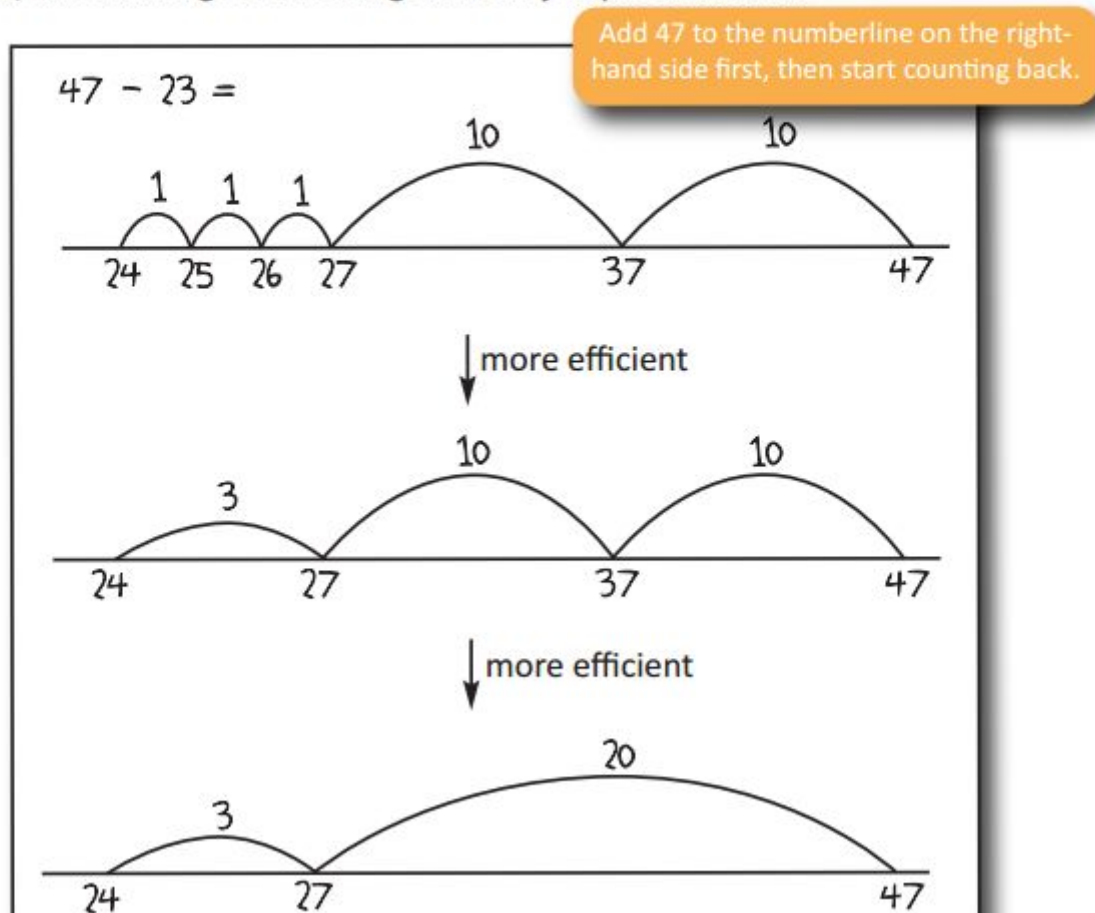 Add 47 to the numberline on the right-
hand side first, then start counting back.
47 - 23 =
10 10
1 1 1
24 25 26 27 37 47
more efficient
10 10
3
24 27 37 47
more efficient
20
3
24 27 47